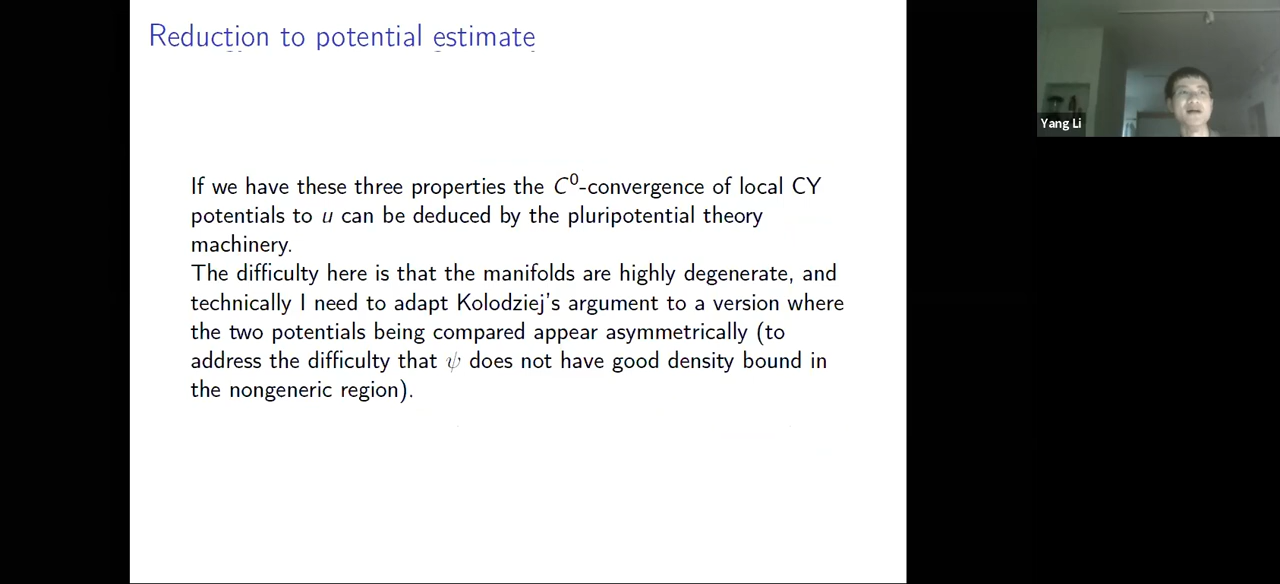 Reduction to potential estimate
Yang Li
If we have these three properties the C⁰-convergence of local CY
potentials to u can be deduced by the pluripotential theory
machinery.
The difficulty here is that the manifolds are highly degenerate, and
technically I need to adapt Kolodziej's argument to a version where
the two potentials being compared appear asymmetrically (to
address the difficulty that ψ does not have good density bound in
the nongeneric region).